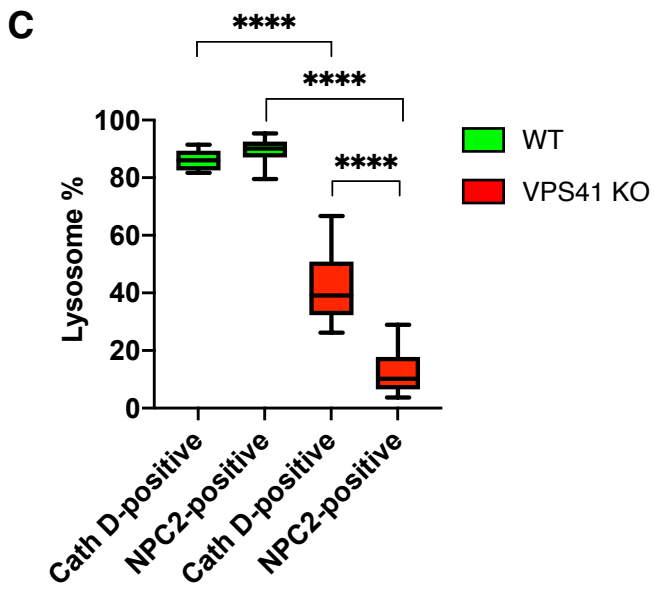 C
****
****
****
100
80
60
40
20
0
Lysosome %
WT
VPS41 KO
Cath D-positive
NPC2-positive
Cath D-positive
NPC2-positive